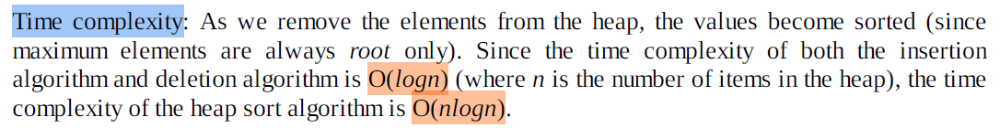 Time complexity: As we remove the elements from the heap, the values become sorted (since
maximum elements are always root only). Since the time complexity of both the insertion
algorithm and deletion algorithm is O(logn) (where n is the number of items in the heap), the time
complexity of the heap sort algorithm is O(nlogn).